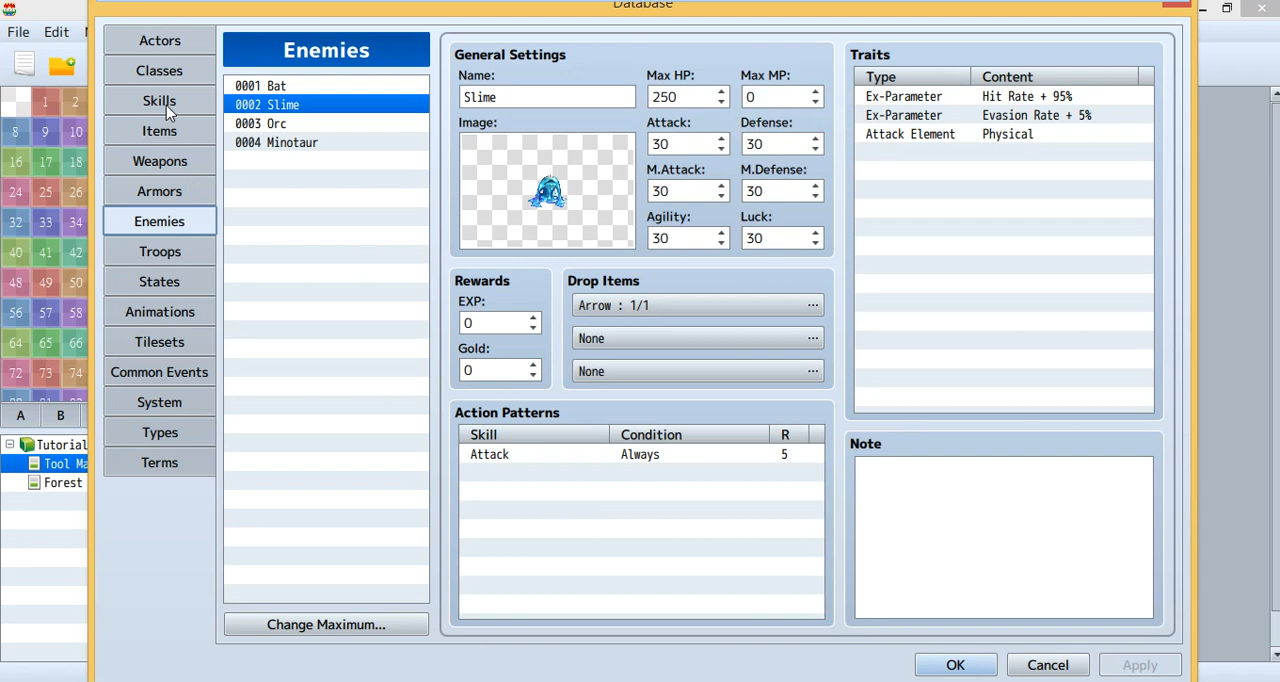 Database
File Edit
Actors
Classes
Skills
Items
Weapons
Armors
Enemies
Troops
States
Animations
Tilesets
Common Events
System
Types
Terms
1 2
8 9 10
16 17 18
24 25 26
32 33 34
40 41 42
48 49 50
56 57 58
64 65 66
72 73 74
A B
Tutorial
Tool Ma
Forest
Enemies
0001 Bat
0002 Slime
0003 Orc
0004 Minotaur
Change Maximum...
General Settings
Name:
Slime
Image:
Max HP: Max MP:
250 0
Attack: Defense:
30 30
M.Attack: M.Defense:
30 30
Agility: Luck:
30 30
Rewards
EXP:
0
Gold:
0
Drop Items
Arrow : 1/1 ...
None ...
None ...
Action Patterns
Skill Condition R
Attack Always 5
Traits
Type Content
Ex-Parameter Hit Rate + 95%
Ex-Parameter Evasion Rate + 5%
Attack Element Physical
Note
OK Cancel Apply